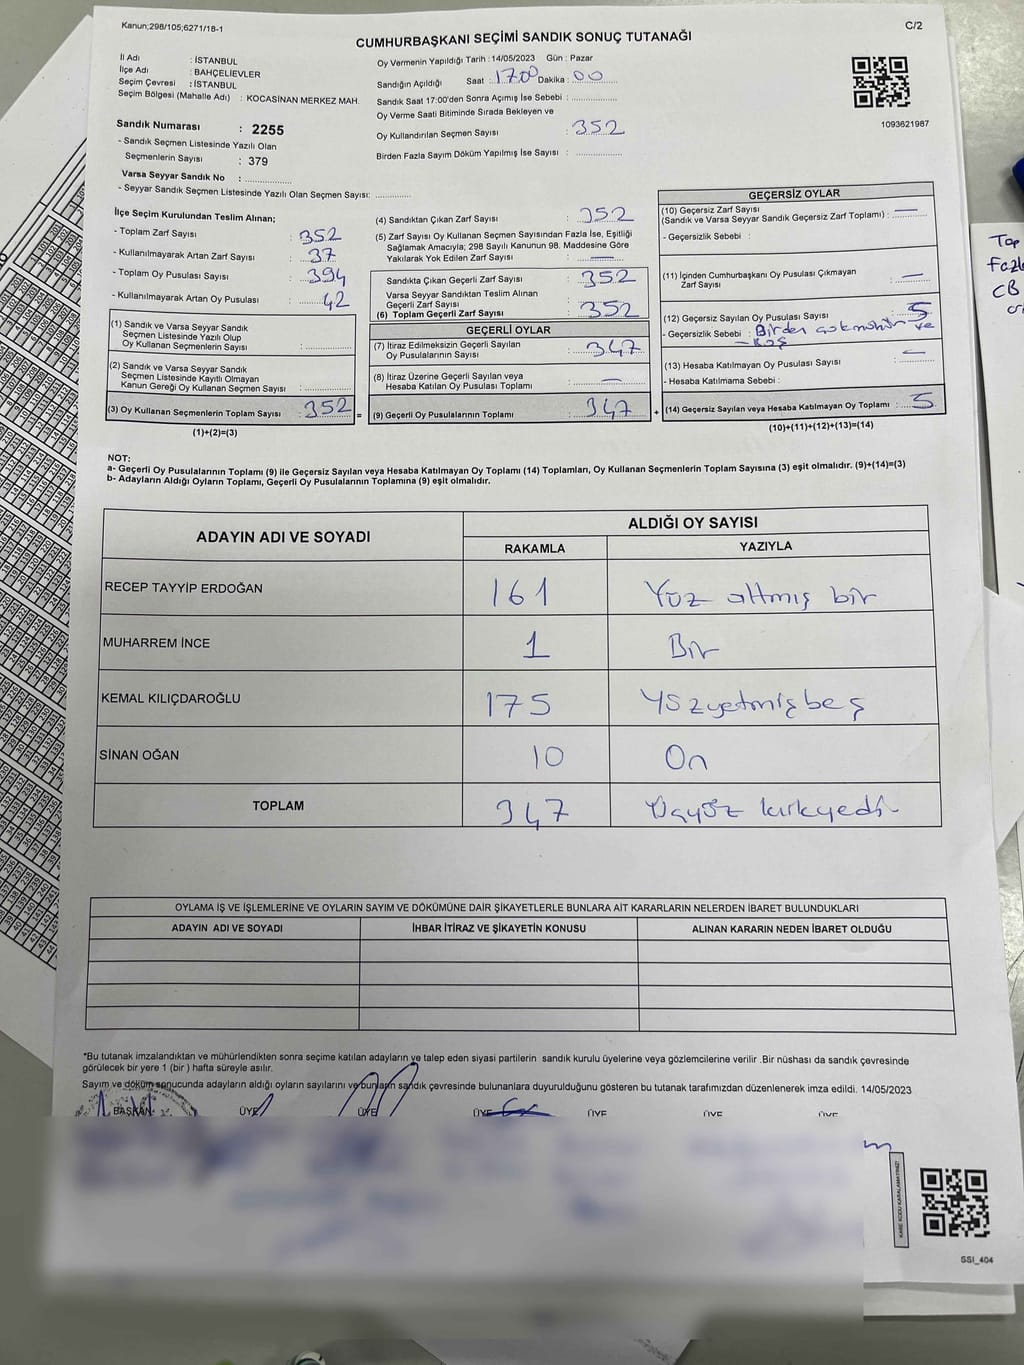 Kanun;298/105;6271/18-1
C/2
CUMHURBAŞKANI SEÇİMİ SANDIK SONUÇ TUTANAĞI
İl Adı : İSTANBUL
İlçe Adı : BAHÇELİEVLER
Seçim Çevresi : İSTANBUL
Seçim Bölgesi (Mahalle Adı) : KOCASİNAN MERKEZ MAH.
Sandık Numarası : 2255
- Sandık Seçmen Listesinde Yazılı Olan
Seçmenlerin Sayısı : 379
Varsa Seyyar Sandık No : ..............
- Seyyar Sandık Seçmen Listesinde Yazılı Olan Seçmen Sayısı: ............
Oy Vermenin Yapıldığı Tarih : 14/05/2023 Gün : Pazar
Sandığın Açıldığı Saat : 17.00 Dakika : 00
Sandık Saat 17:00'den Sonra Açımış İse Sebebi : ..............
Oy Verme Saati Bitiminde Sırada Bekleyen ve
Oy Kullandırılan Seçmen Sayısı : 352
Birden Fazla Sayım Döküm Yapılmış İse Sayısı : ..............
1093621987
İlçe Seçim Kurulundan Teslim Alınan;
- Toplam Zarf Sayısı : 352
- Kullanılmayarak Artan Zarf Sayısı : 37
- Toplam Oy Pusulası Sayısı : 394
- Kullanılmayarak Artan Oy Pusulası : 42
(1) Sandık ve Varsa Seyyar Sandık
Seçmen Listesinde Yazılı Olup
Oy Kullanan Seçmenlerin Sayısı : ..............
(2) Sandık ve Varsa Seyyar Sandık
Seçmen Listesinde Kayıtlı Olmayan
Kanun Gereği Oy Kullanan Seçmen Sayısı : ..............
(3) Oy Kullanan Seçmenlerin Toplam Sayısı : 352 =
(1)+(2)=(3)
(4) Sandıktan Çıkan Zarf Sayısı : 352
(5) Zarf Sayısı Oy Kullanan Seçmen Sayısından Fazla İse, Eşitliği
Sağlamak Amacıyla; 298 Sayılı Kanunun 98. Maddesine Göre
Yakılarak Yok Edilen Zarf Sayısı : —
Sandıkta Çıkan Geçerli Zarf Sayısı : 352
Varsa Seyyar Sandıktan Teslim Alınan
Geçerli Zarf Sayısı :
(6) Toplam Geçerli Zarf Sayısı : 352
GEÇERLİ OYLAR
(7) İtiraz Edilmeksizin Geçerli Sayılan
Oy Pusulalarının Sayısı : 347
(8) İtiraz Üzerine Geçerli Sayılan veya
Hesaba Katılan Oy Pusulası Toplamı : —
(9) Geçerli Oy Pusulalarının Toplamı : 347 +
GEÇERSİZ OYLAR
(10) Geçersiz Zarf Sayısı
(Sandık ve Varsa Seyyar Sandık Geçersiz Zarf Toplamı) : —
- Geçersizlik Sebebi :
(11) İçinden Cumhurbaşkanı Oy Pusulası Çıkmayan
Zarf Sayısı : —
(12) Geçersiz Sayılan Oy Pusulası Sayısı : 5
- Geçersizlik Sebebi : Birden çok mühür ve
- Boş
(13) Hesaba Katılmayan Oy Pusulası Sayısı : —
- Hesaba Katılmama Sebebi :
(14) Geçersiz Sayılan veya Hesaba Katılmayan Oy Toplamı : 5
(10)+(11)+(12)+(13)=(14)
NOT:
a- Geçerli Oy Pusulalarının Toplamı (9) ile Geçersiz Sayılan veya Hesaba Katılmayan Oy Toplamı (14) Toplamları, Oy Kullanan Seçmenlerin Toplam Sayısına (3) eşit olmalıdır. (9)+(14)=(3)
b- Adayların Aldığı Oyların Toplamı, Geçerli Oy Pusulalarının Toplamına (9) eşit olmalıdır.
ADAYIN ADI VE SOYADI
ALDIĞI OY SAYISI
RAKAMLA YAZIYLA
RECEP TAYYİP ERDOĞAN 161 Yüz altmış bir
MUHARREM İNCE 1 Bir
KEMAL KILIÇDAROĞLU 175 Yüzyetmişbeş
SİNAN OĞAN 10 On
TOPLAM 347 Üçyüz kırkyedi
OYLAMA İŞ VE İŞLEMLERİNE VE OYLARIN SAYIM VE DÖKÜMÜNE DAİR ŞİKAYETLERLE BUNLARA AİT KARARLARIN NELERDEN İBARET BULUNDUKLARI
ADAYIN ADI VE SOYADI İHBAR İTİRAZ VE ŞİKAYETİN KONUSU ALINAN KARARIN NEDEN İBARET OLDUĞU
*Bu tutanak imzalandıktan ve mühürlendikten sonra seçime katılan adayların ve talep eden siyasi partilerin sandık kurulu üyelerine veya gözlemcilerine verilir .Bir nüshası da sandık çevresinde
görülecek bir yere 1 (bir ) hafta süreyle asılır.
Sayım ve döküm sonucunda adayların aldığı oyların sayılarını ve bunların sandık çevresinde bulunanlara duyurulduğunu gösteren bu tutanak tarafımızdan düzenlenerek imza edildi. 14/05/2023
BAŞKAN ÜYE ÜYE ÜYE ÜYE ÜYE ÜYE
KARE KODU KARALAMAYINIZ!
SSI_404
Top
Fazla
CB